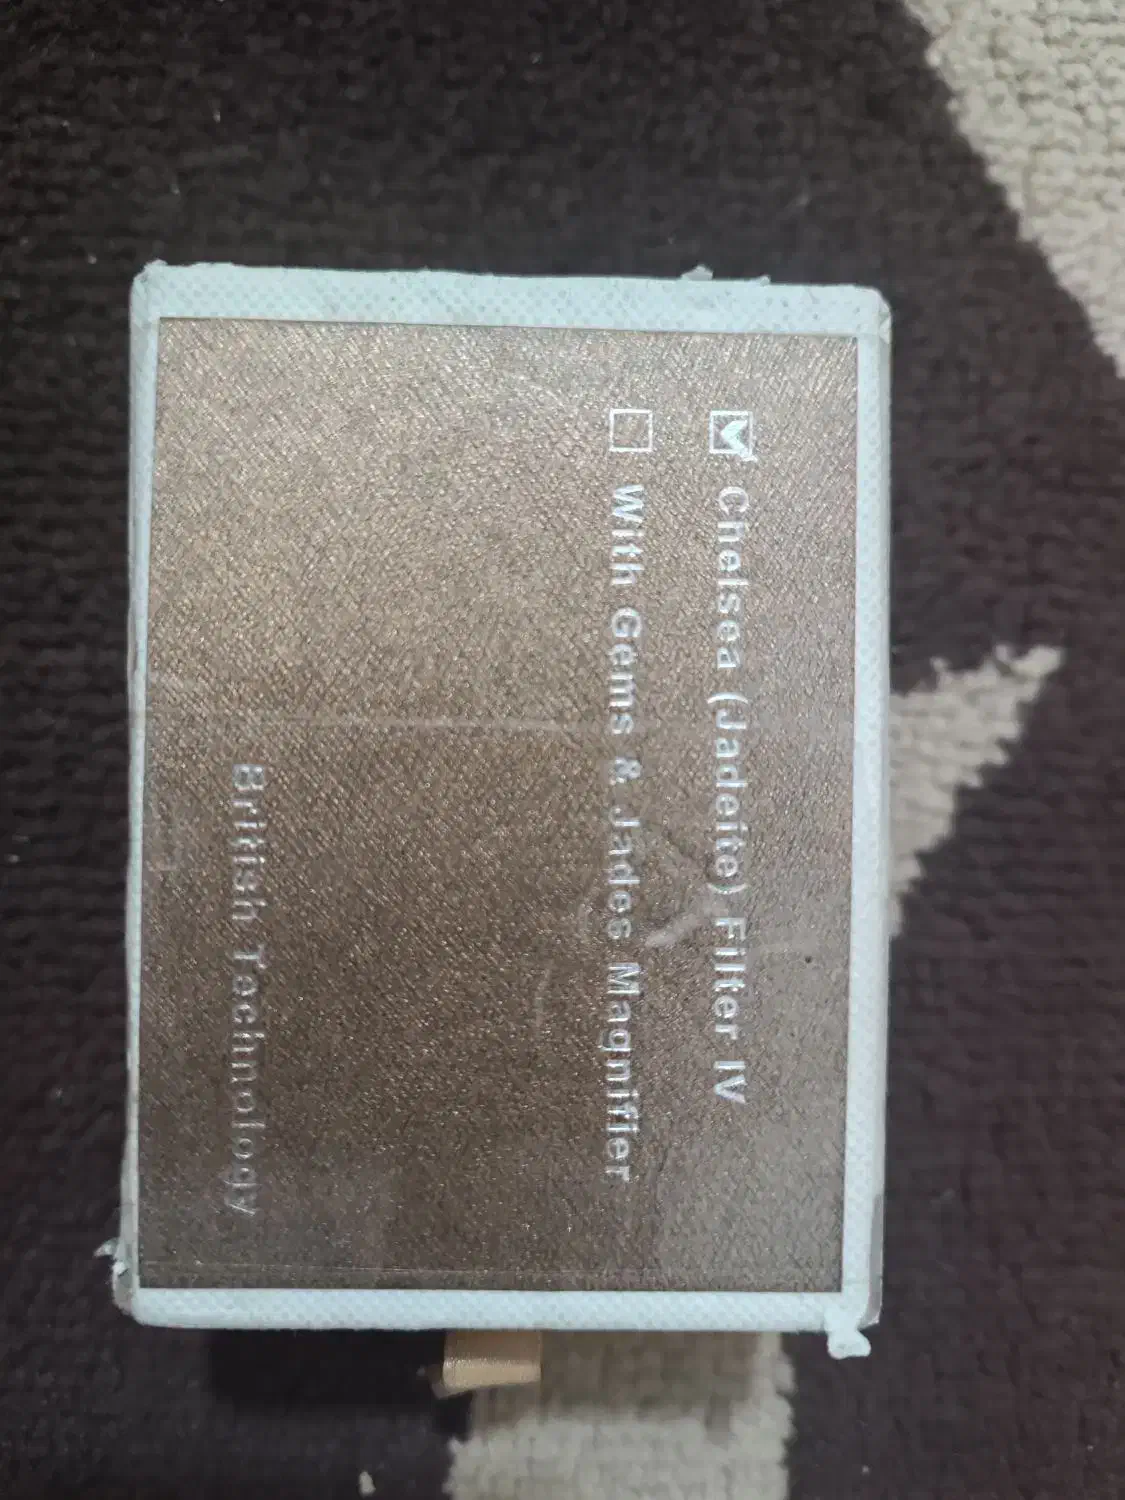 ☑ Chelsea (Jadeite) Filter IV
☐ With Gems & Jades Magnifier
British Technology